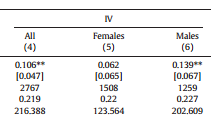 IV
All Females Males
(4) (5) (6)
0.106** 0.062 0.139**
[0.047] [0.065] [0.067]
2767 1508 1259
0.219 0.22 0.227
216.388 123.564 202.609